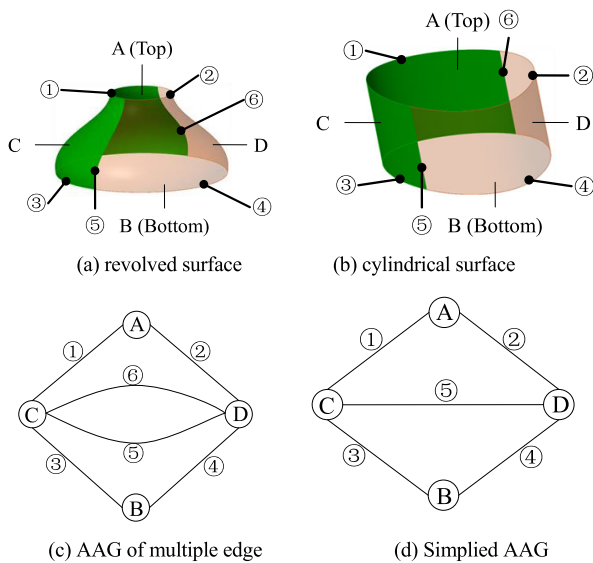 A (Top)
①
②
⑥
C
D
③
⑤
④
B (Bottom)
(a) revolved surface
A (Top)
⑥
①
②
C
D
③
④
⑤
B (Bottom)
(b) cylindrical surface
A
①
②
⑥
C
D
⑤
③
④
B
(c) AAG of multiple edge
A
①
②
⑤
C
D
③
④
B
(d) Simplied AAG